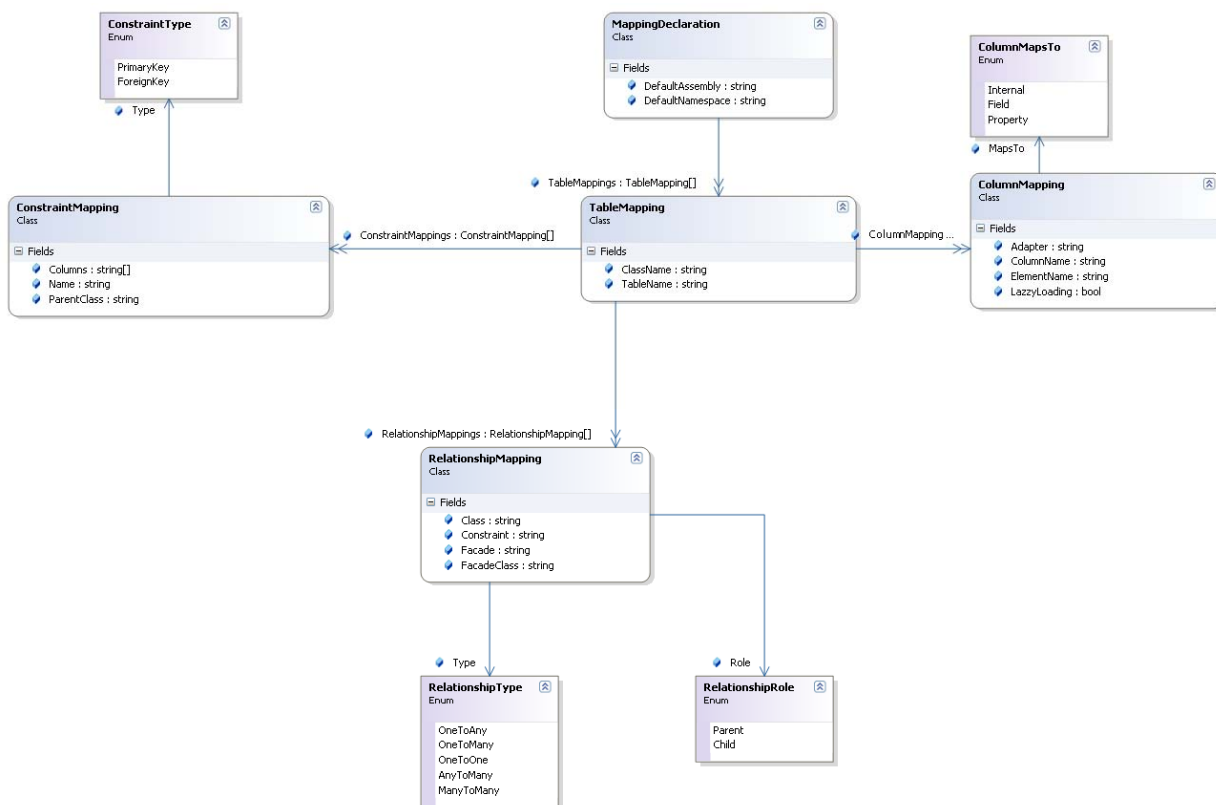 ConstraintType
Enum
PrimaryKey
ForeignKey
Type
MappingDeclaration
Class
Fields
DefaultAssembly : string
DefaultNamespace : string
ColumnMapsTo
Enum
Internal
Field
Property
MapsTo
TableMappings : TableMapping[]
ConstraintMapping
Class
Fields
Columns : string[]
Name : string
ParentClass : string
ConstraintMappings : ConstraintMapping[]
TableMapping
Class
Fields
ClassName : string
TableName : string
ColumnMapping ...
ColumnMapping
Class
Fields
Adapter : string
ColumnName : string
ElementName : string
LazzyLoading : bool
RelationshipMappings : RelationshipMapping[]
RelationshipMapping
Class
Fields
Class : string
Constraint : string
Facade : string
FacadeClass : string
Type
Role
RelationshipType
Enum
OneToAny
OneToMany
OneToOne
AnyToMany
ManyToMany
RelationshipRole
Enum
Parent
Child